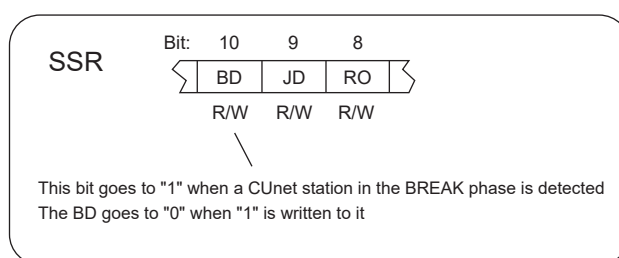 SSR
Bit: 10 9 8
BD JD RO
R/W R/W R/W
This bit goes to "1" when a CUnet station in the BREAK phase is detected
The BD goes to "0" when "1" is written to it